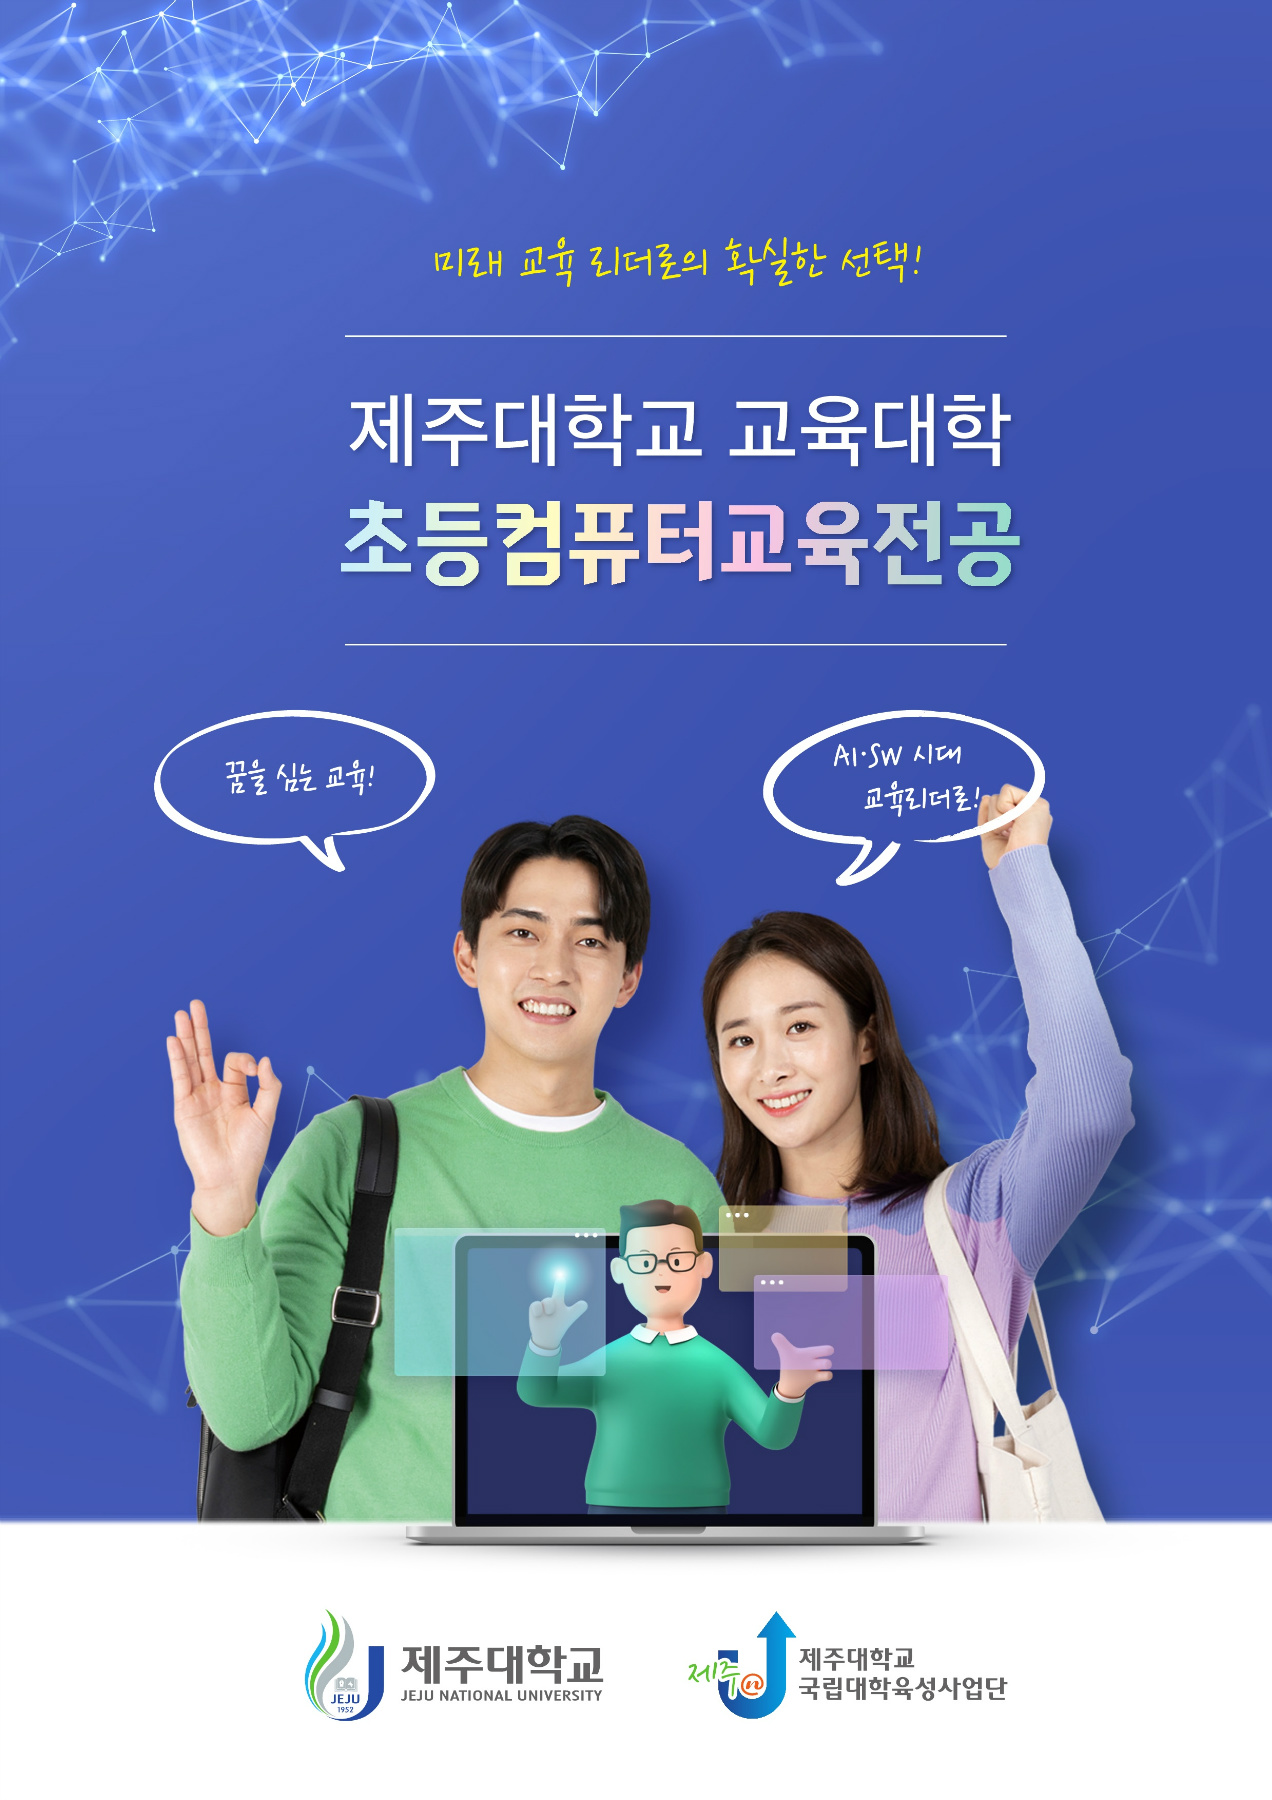 미래 교육 리더로의 확실한 선택!
제주대학교 교육대학
초등컴퓨터교육전공
꿈을 심는 교육!
AI·SW 시대
교육리더로!
JEJU
1952
제주대학교
JEJU NATIONAL UNIVERSITY
제주@n
제주대학교
국립대학육성사업단